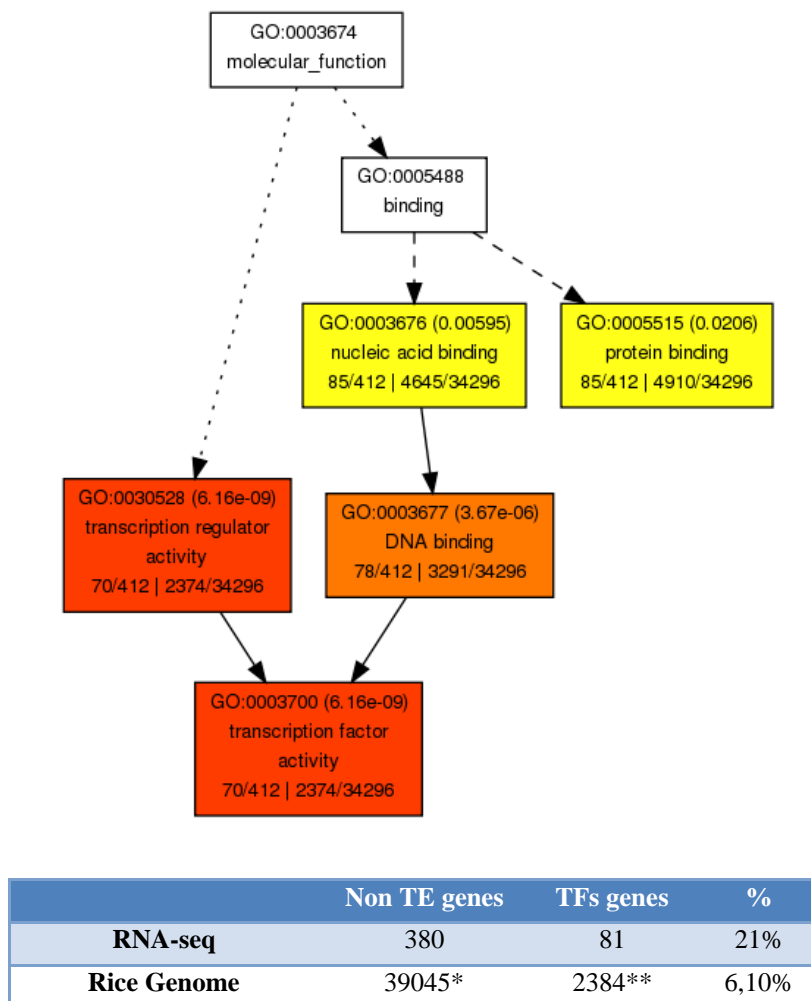 GO:0003674
molecular_function
GO:0005488
binding
GO:0003676 (0.00595)
nucleic acid binding
85/412 | 4645/34296
GO:0005515 (0.0206)
protein binding
85/412 | 4910/34296
GO:0030528 (6.16e-09)
transcription regulator
activity
70/412 | 2374/34296
GO:0003677 (3.67e-06)
DNA binding
78/412 | 3291/34296
GO:0003700 (6.16e-09)
transcription factor
activity
70/412 | 2374/34296
Non TE genes TFs genes %
RNA-seq 380 81 21%
Rice Genome 39045* 2384** 6,10%